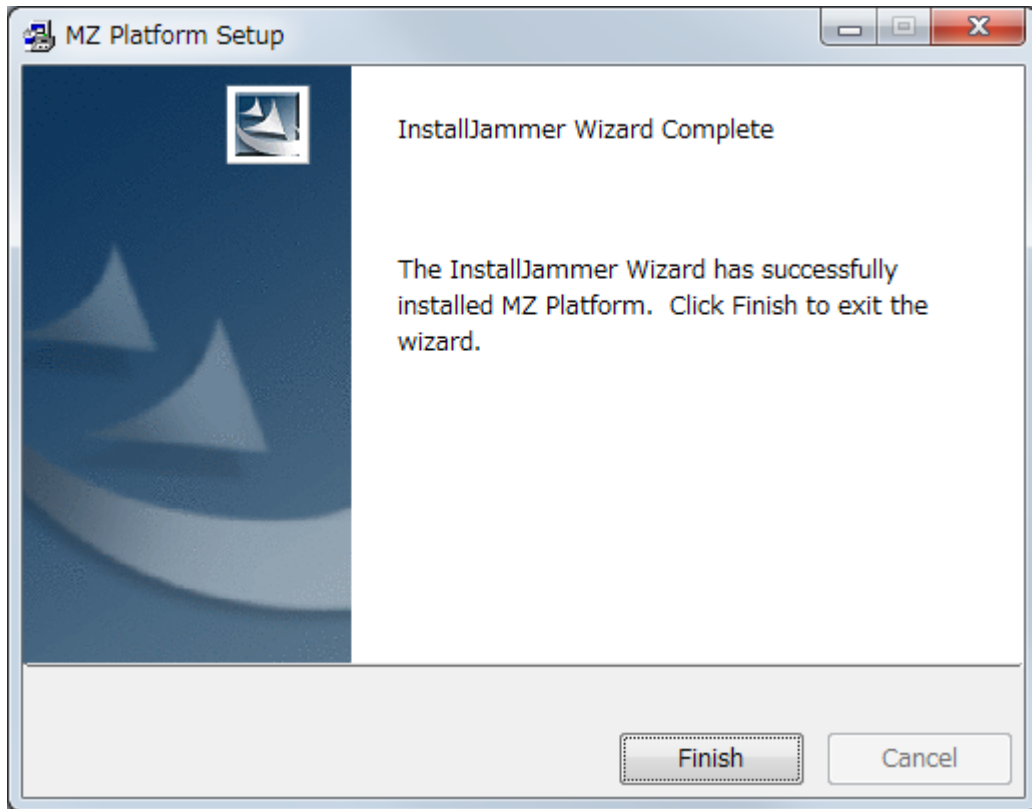 MZ Platform Setup
InstallJammer Wizard Complete
The InstallJammer Wizard has successfully
installed MZ Platform.  Click Finish to exit the
wizard.
Finish
Cancel